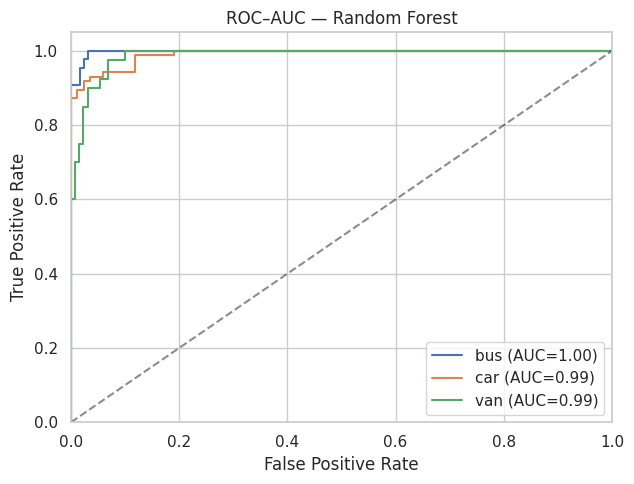 ROC–AUC — Random Forest
True Positive Rate
1.0
0.8
0.6
0.4
0.2
0.0
bus (AUC=1.00)
car (AUC=0.99)
van (AUC=0.99)
0.0 0.2 0.4 0.6 0.8 1.0
False Positive Rate